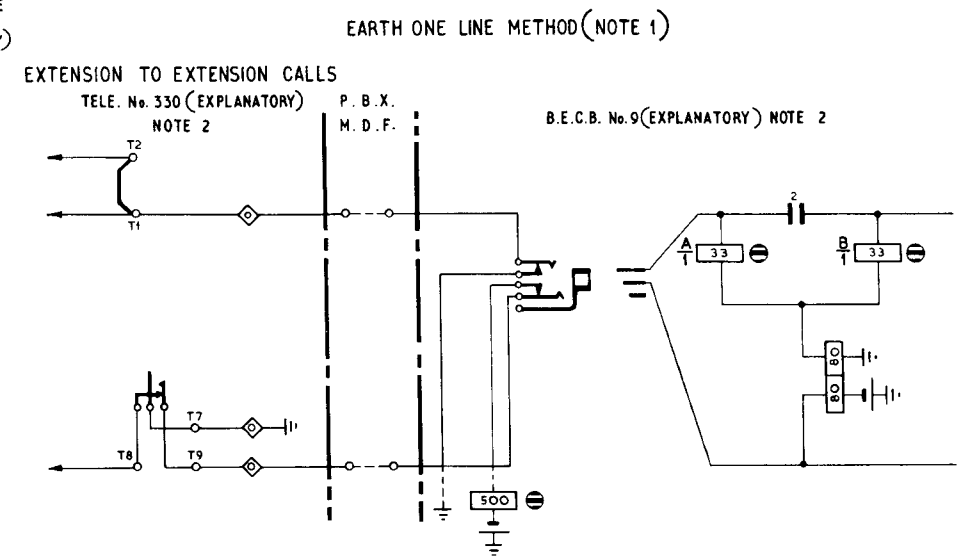 EARTH ONE LINE METHOD (NOTE 1)
EXTENSION TO EXTENSION CALLS
TELE. No. 330 (EXPLANATORY)
NOTE 2
P. B. X.
M. D. F.
B.E.C.B. No. 9 (EXPLANATORY) NOTE 2
T2
T1
2
A
1
33
B
1
33
80
80
T7
T8
T9
500